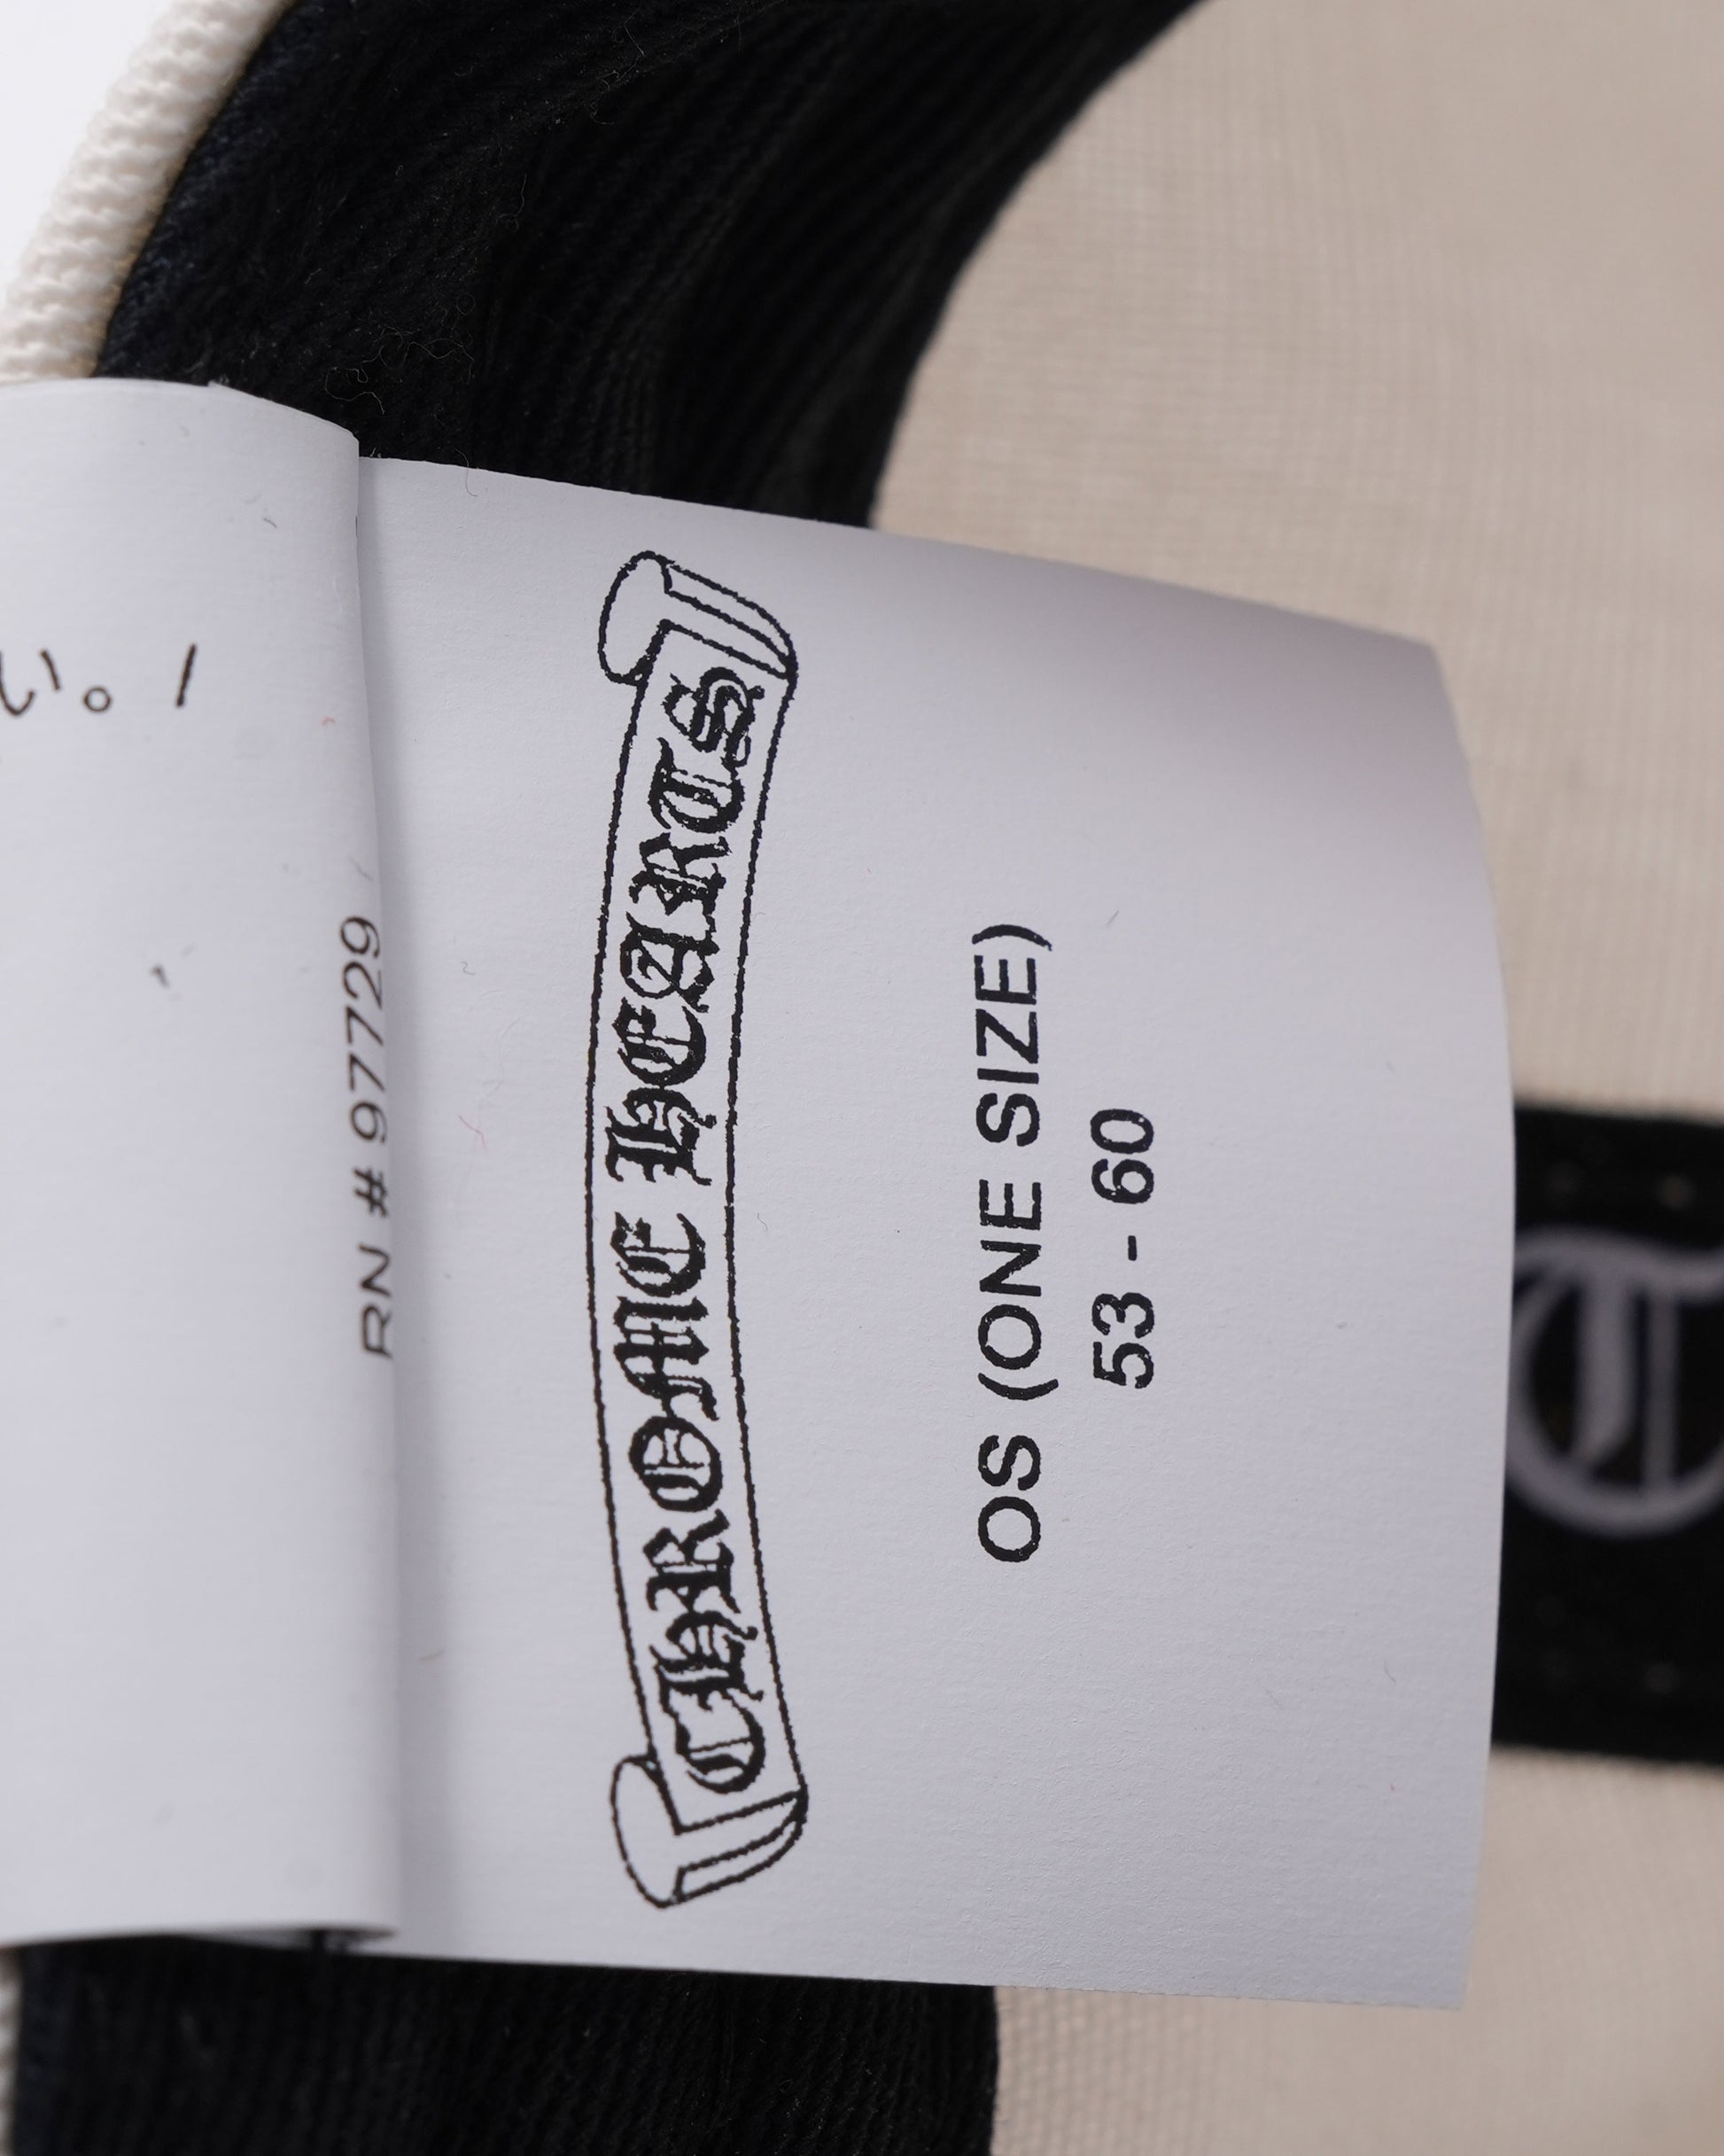 い。/
RN # 97729
CHROME HEARTS
OS (ONE SIZE)
53 - 60